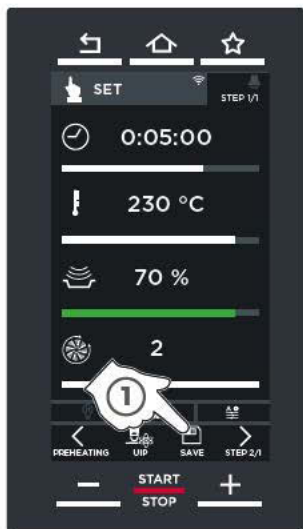 SET
STEP 1/1
0:05:00
230 °C
70 %
2
1
PREHEATING UIP SAVE STEP 2/1
START
STOP